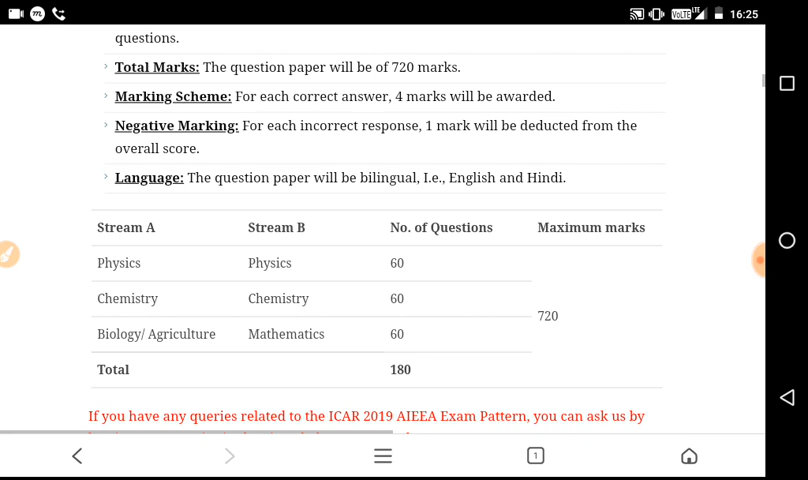 VoLTE LTE 16:25
questions.
Total Marks: The question paper will be of 720 marks.
Marking Scheme: For each correct answer, 4 marks will be awarded.
Negative Marking: For each incorrect response, 1 mark will be deducted from the
overall score.
Language: The question paper will be bilingual, I.e., English and Hindi.
Stream A Stream B No. of Questions Maximum marks
Physics Physics 60
Chemistry Chemistry 60
720
Biology/ Agriculture Mathematics 60
Total 180
If you have any queries related to the ICAR 2019 AIEEA Exam Pattern, you can ask us by
1